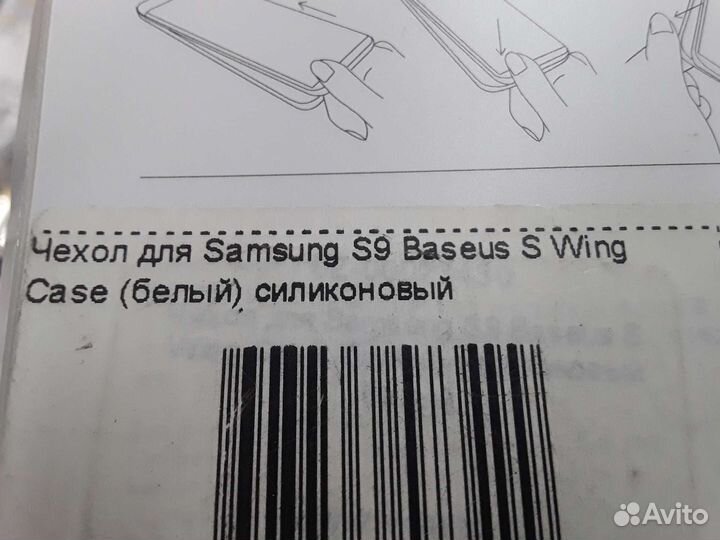 Чехол для Samsung S9 Baseus S Wing
Case (белый) силиконовый
Avito